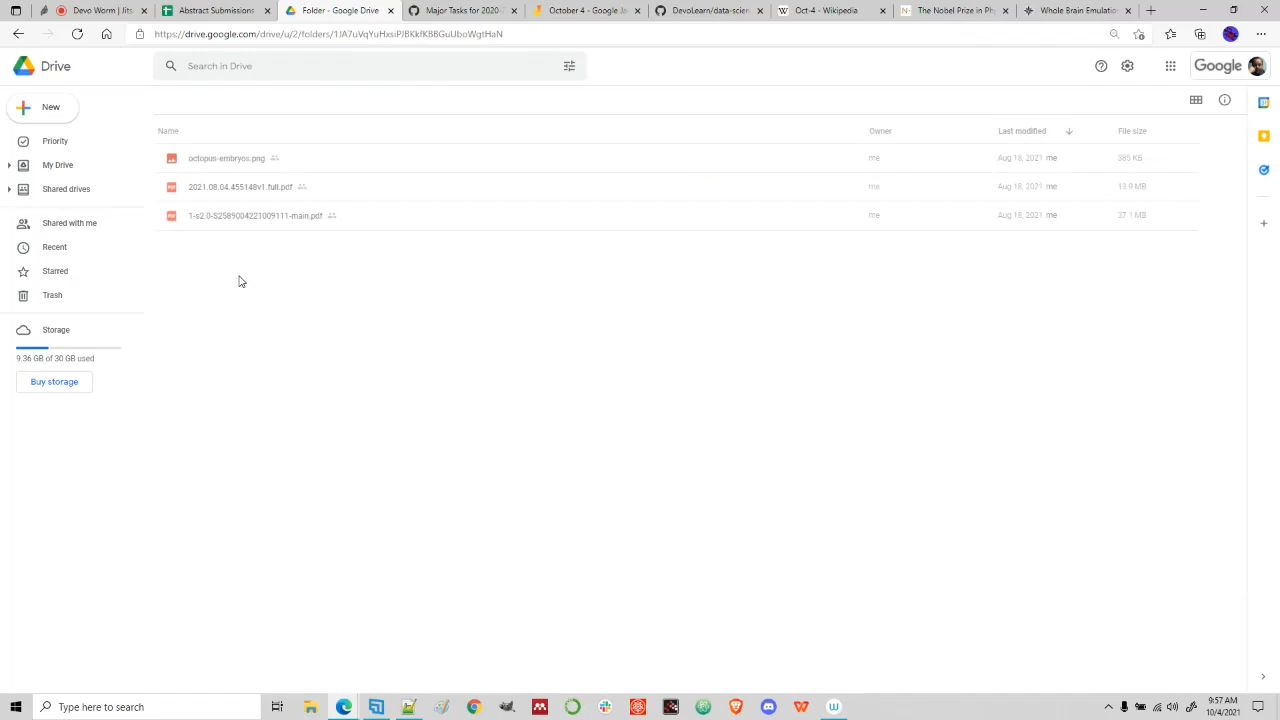 Devo Worm | Jitsi
Abstract Submissions
Folder - Google Drive
Major Tasks for 2020-
October 4 - Google Ja
DevoLearn/data-scien
Oct-4 - Wikipedia
The Nobel Prize in Ph
Whole Brain Emulation
https://drive.google.com/drive/u/2/folders/1JA7uVqYuHxsiPJBKkfKBBGuUboWgtHaN
Drive
Search in Drive
Google
New
Priority
My Drive
Shared drives
Shared with me
Recent
Starred
Trash
Storage
9.36 GB of 30 GB used
Buy storage
Name Owner Last modified File size
octopus-embryos.png me Aug 18, 2021 me 385 KB
2021.08.04.455148v1.full.pdf me Aug 18, 2021 me 13.9 MB
1-s2.0-S2589004221009111-main.pdf me Aug 18, 2021 me 37.1 MB
Type here to search
9:57 AM
10/4/2021